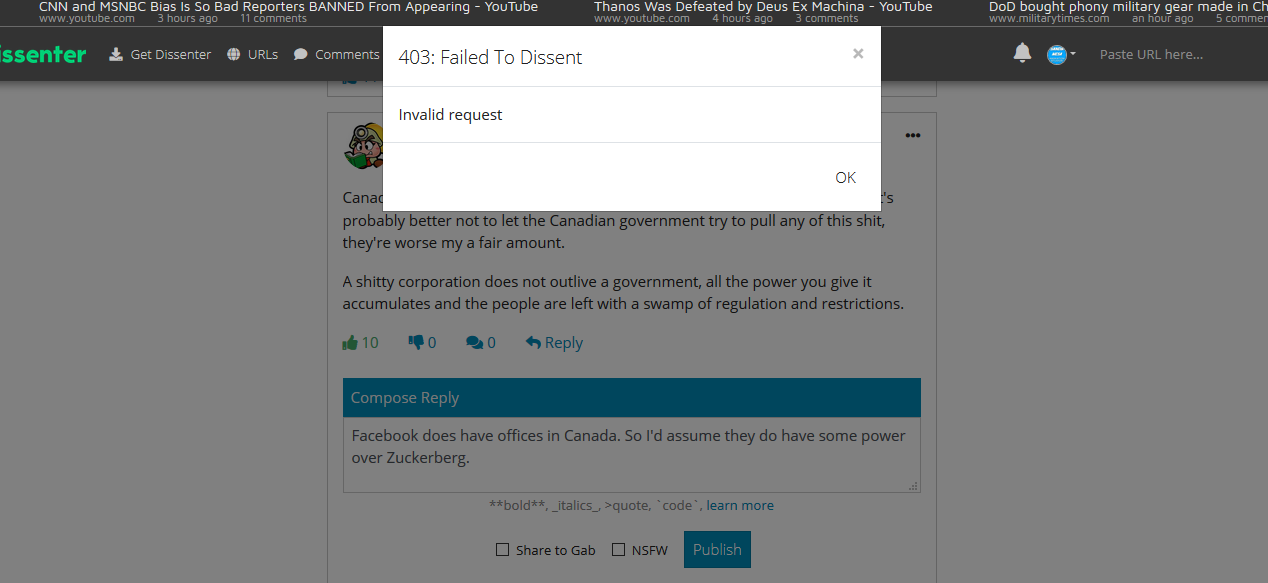 CNN and MSNBC Bias Is So Bad Reporters BANNED From Appearing - YouTube
www.youtube.com 3 hours ago 11 comments
Thanos Was Defeated by Deus Ex Machina - YouTube
www.youtube.com 4 hours ago 3 comments
DoD bought phony military gear made in Ch
www.militarytimes.com an hour ago 5 commen
issenter Get Dissenter URLs Comments Paste URL here...
403: Failed To Dissent ×
Invalid request
OK
Canad 's
probably better not to let the Canadian government try to pull any of this shit,
they're worse my a fair amount.
A shitty corporation does not outlive a government, all the power you give it
accumulates and the people are left with a swamp of regulation and restrictions.
10 0 0 Reply
Compose Reply
Facebook does have offices in Canada. So I'd assume they do have some power
over Zuckerberg.
**bold**, _italics_, >quote, `code`, learn more
Share to Gab NSFW Publish